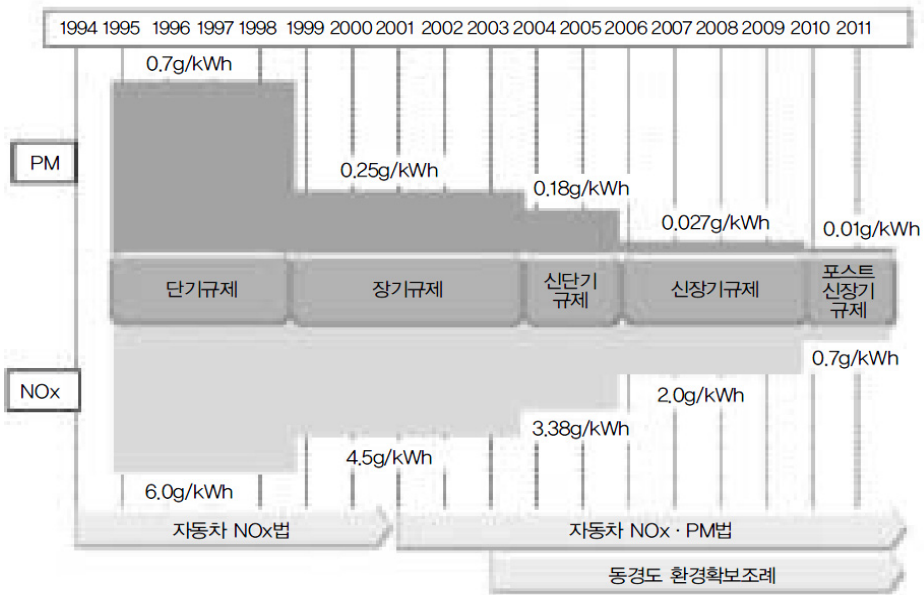 1994 1995 1996 1997 1998 1999 2000 2001 2002 2003 2004 2005 2006 2007 2008 2009 2010 2011
0.7g/kWh
PM
0.25g/kWh
0.18g/kWh
0.027g/kWh
0.01g/kWh
단기규제
장기규제
신단기
규제
신장기규제
포스트
신장기
규제
NOx
0.7g/kWh
2.0g/kWh
3.38g/kWh
4.5g/kWh
6.0g/kWh
자동차 NOx법
자동차 NOx · PM법
동경도 환경확보조례